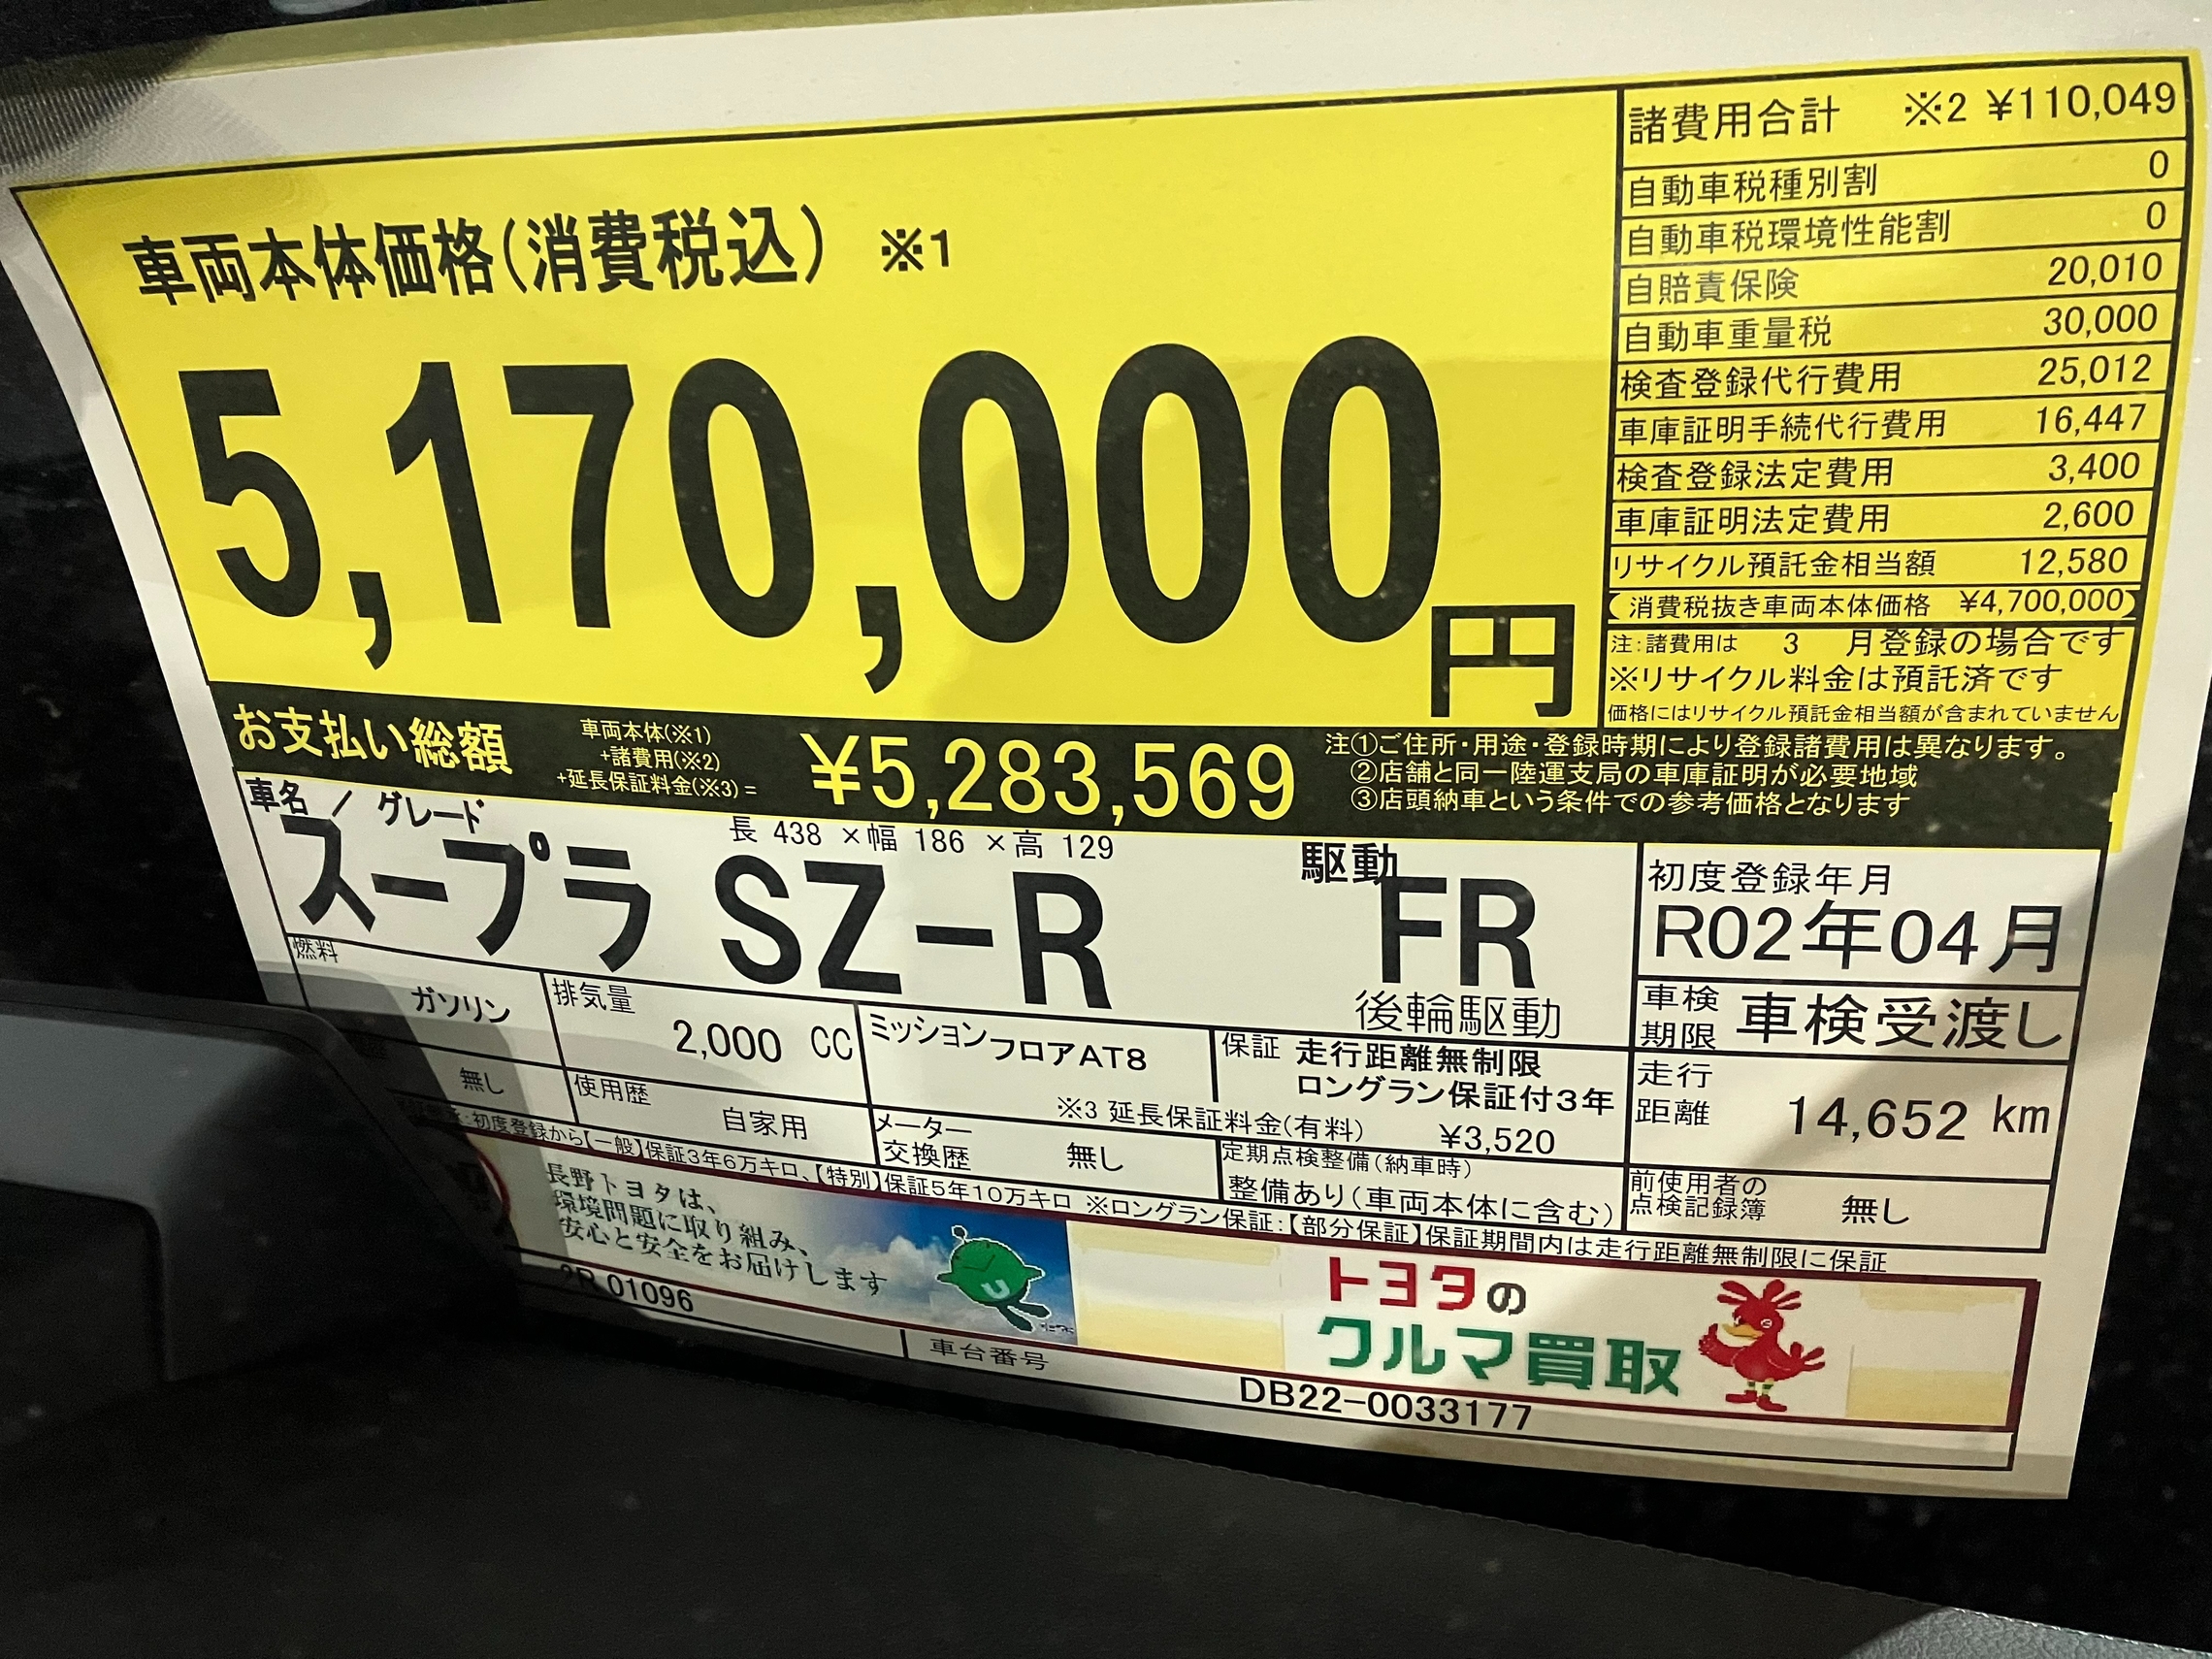 車両本体価格(消費税込) ※1
5,170,000円
諸費用合計 ※2 ¥110,049
自動車税種別割 0
自動車税環境性能割 0
自賠責保険 20,010
自動車重量税 30,000
検査登録代行費用 25,012
車庫証明手続代行費用 16,447
検査登録法定費用 3,400
車庫証明法定費用 2,600
リサイクル預託金相当額 12,580
(消費税抜き車両本体価格 ¥4,700,000)
注:諸費用は 3 月登録の場合です
※リサイクル料金は預託済です
価格にはリサイクル預託金相当額が含まれていません
お支払い総額
車両本体(※1)
+諸費用(※2)
+延長保証料金(※3)=
¥5,283,569
注①ご住所・用途・登録時期により登録諸費用は異なります。
②店舗と同一陸運支局の車庫証明が必要地域
③店頭納車という条件での参考価格となります
車名 / グレード
長 438 ×幅 186 ×高 129
スープラ SZ-R
駆動
FR
後輪駆動
初度登録年月
R02年04月
車検期限 車検受渡し
燃料
ガソリン
排気量
2,000 CC
ミッション フロアAT8
保証 走行距離無制限
ロングラン保証付3年
※3 延長保証料金(有料) ¥3,520
走行距離 14,652 km
無し
使用歴
自家用
メーター交換歴 無し
定期点検整備(納車時)
整備あり(車両本体に含む)
前使用者の点検記録簿 無し
:初度登録から【一般】保証3年6万キロ、【特別】保証5年10万キロ ※ロングラン保証:【部分保証】保証期間内は走行距離無制限に保証
長野トヨタは、
環境問題に取り組み、
安心と安全をお届けします
U
トヨタの
クルマ買取
01096
車台番号
DB22-0033177